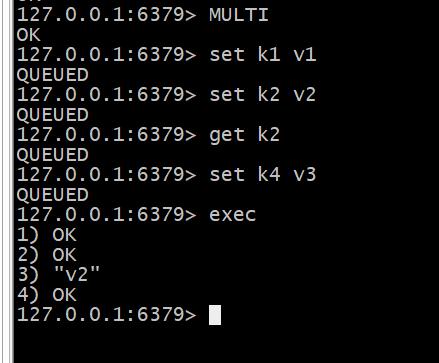 127.0.0.1:6379> MULTI
OK
127.0.0.1:6379> set k1 v1
QUEUED
127.0.0.1:6379> set k2 v2
QUEUED
127.0.0.1:6379> get k2
QUEUED
127.0.0.1:6379> set k4 v3
QUEUED
127.0.0.1:6379> exec
1) OK
2) OK
3) "v2"
4) OK
127.0.0.1:6379>